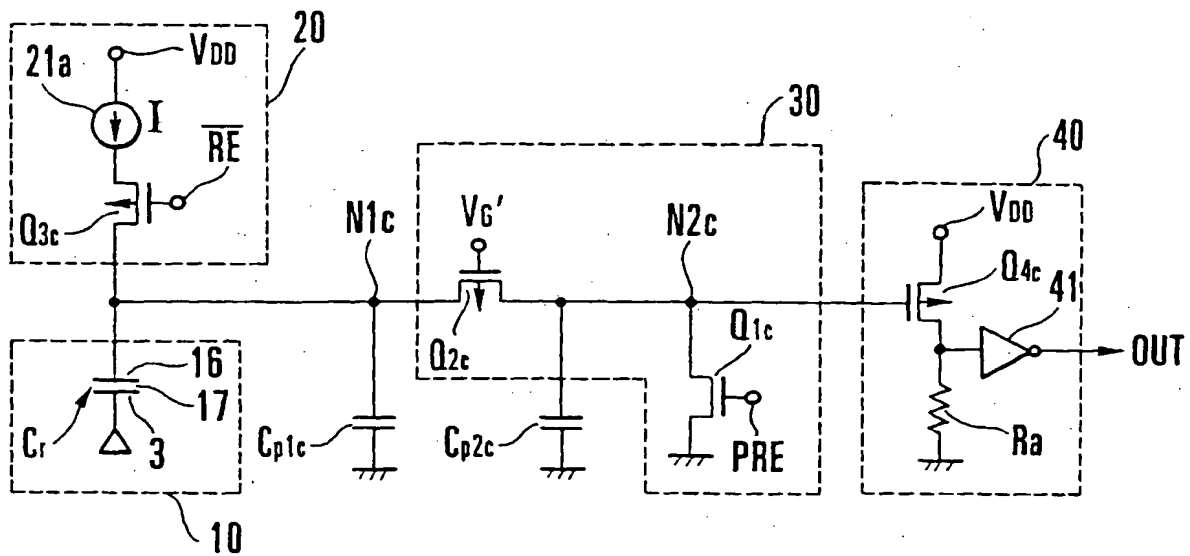 20
VDD
21a
I
R̅E̅
Q3c
30
40
N1c
VG'
N2c
VDD
Q4c
41
Q2c
Q1c
OUT
16
17
Cr
3
Cp1c
Cp2c
PRE
Ra
10